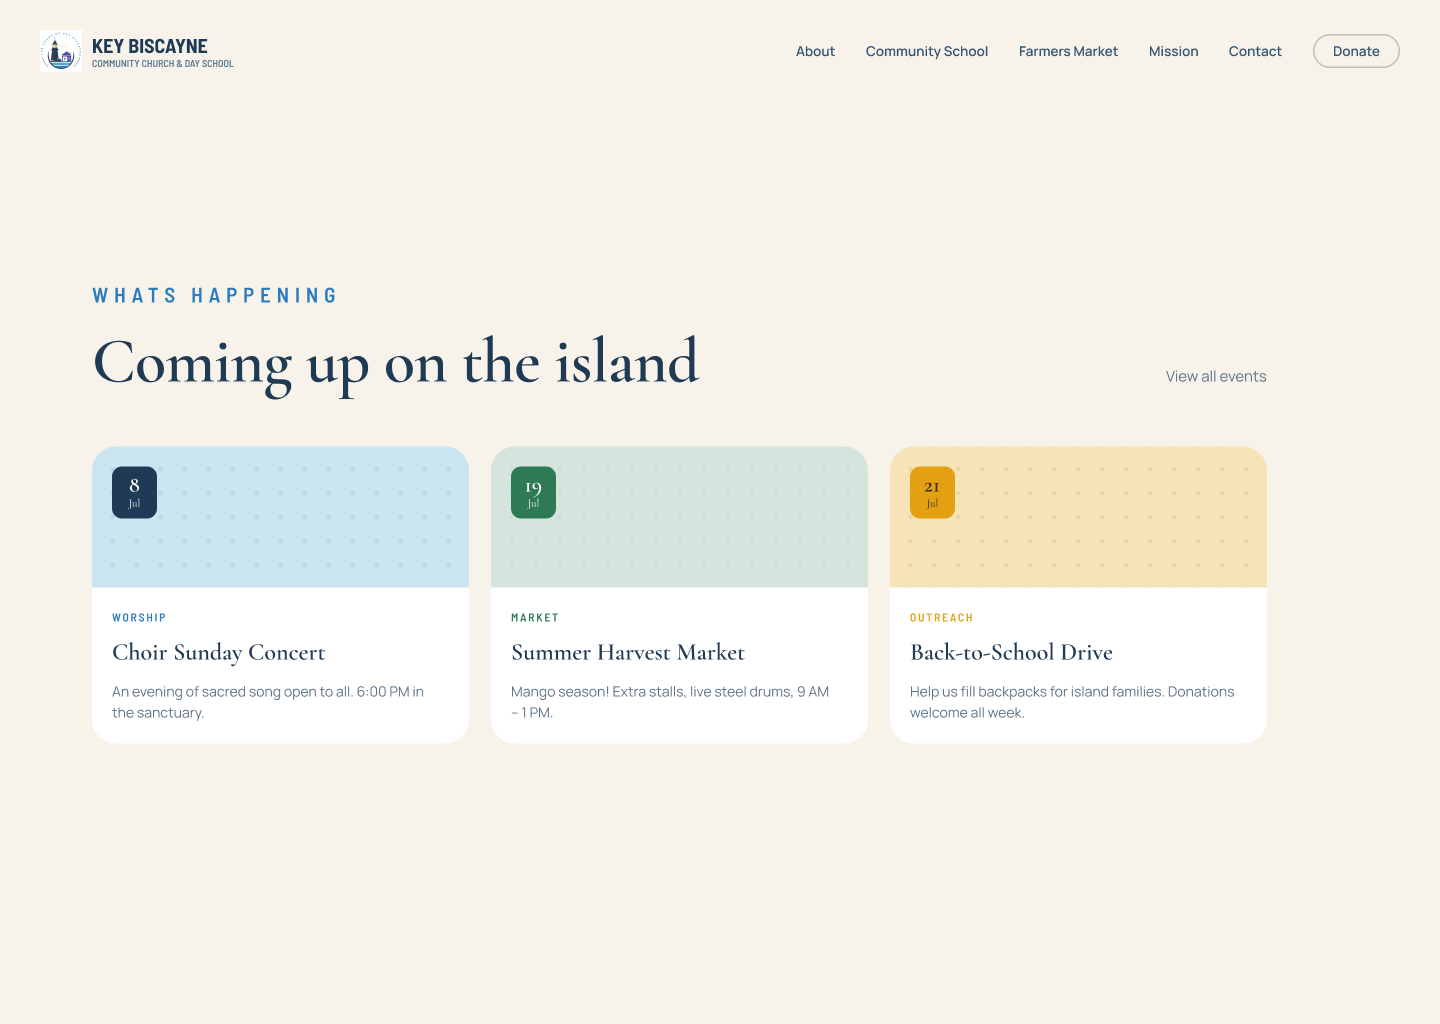 KEY BISCAYNE
COMMUNITY CHURCH & DAY SCHOOL
About
Community School
Farmers Market
Mission
Contact
Donate
WHATS HAPPENING
Coming up on the island
View all events
8
Jul
WORSHIP
Choir Sunday Concert
An evening of sacred song open to all. 6:00 PM in
the sanctuary.
19
Jul
MARKET
Summer Harvest Market
Mango season! Extra stalls, live steel drums, 9 AM
– 1 PM.
21
Jul
OUTREACH
Back-to-School Drive
Help us fill backpacks for island families. Donations
welcome all week.